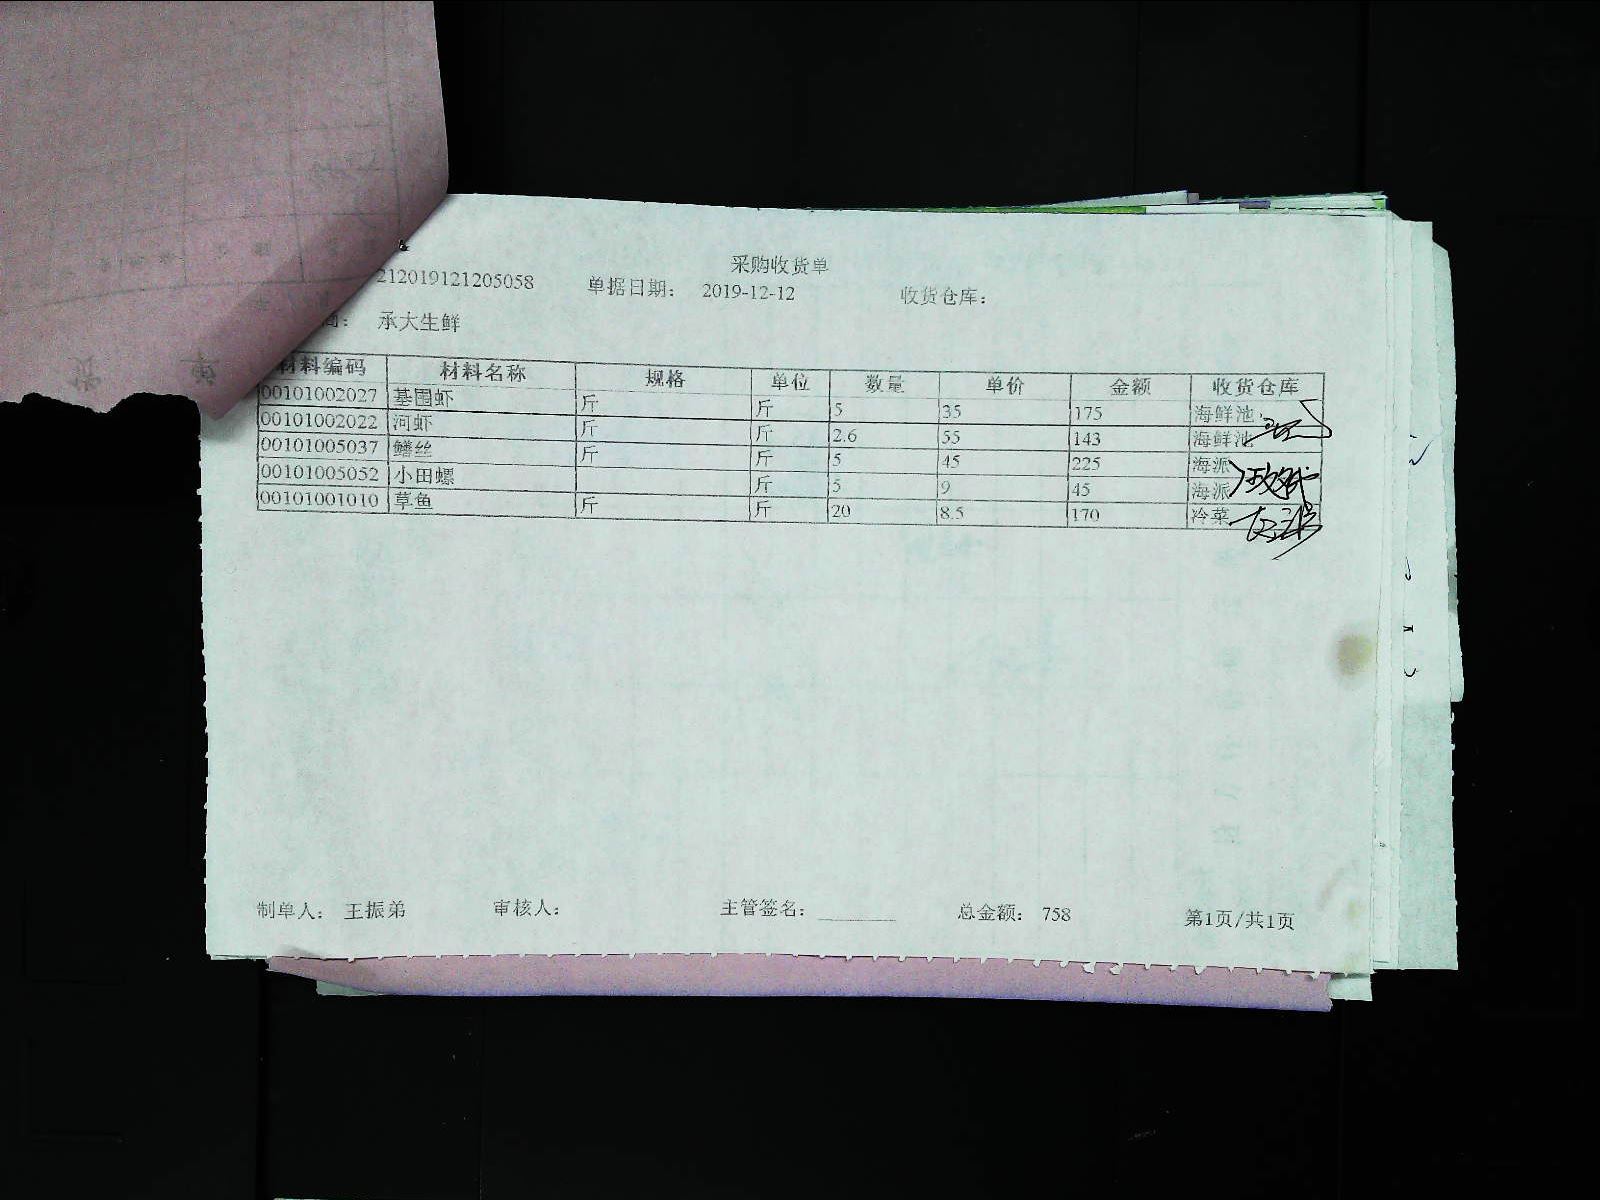 采购收货单
212019121205058 单据日期： 2019-12-12 收货仓库：
商： 承大生鲜
材料编码 材料名称 规格 单位 数量 单价 金额 收货仓库
00101002027 基围虾 斤 斤 5 35 175 海鲜池
00101002022 河虾 斤 斤 2.6 55 143 海鲜池
00101005037 鳝丝 斤 斤 5 45 225 海派
00101005052 小田螺 斤 5 9 45 海派
00101001010 草鱼 斤 斤 20 8.5 170 冷菜
制单人： 王振弟 审核人： 主管签名： 总金额： 758 第1页/共1页